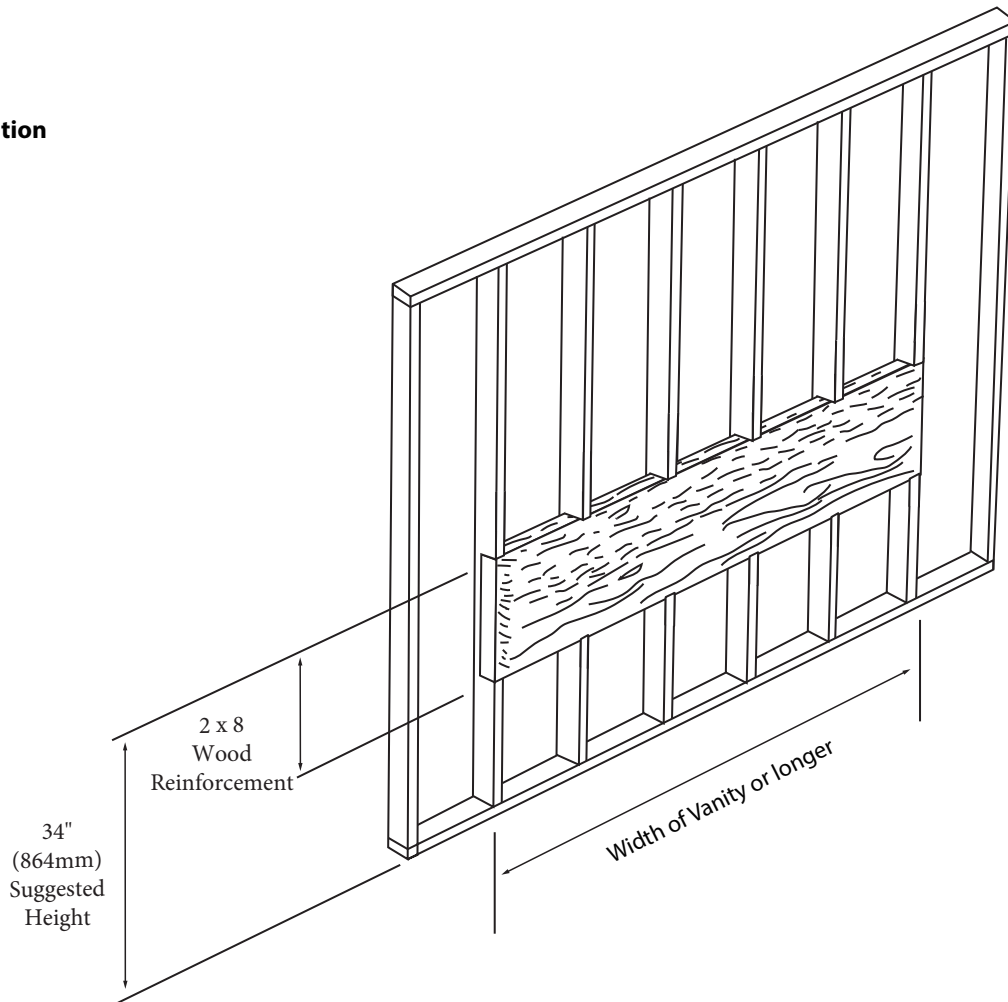 tion
2 x 8
Wood
Reinforcement
34"
(864mm)
Suggested
Height
Width of Vanity or longer